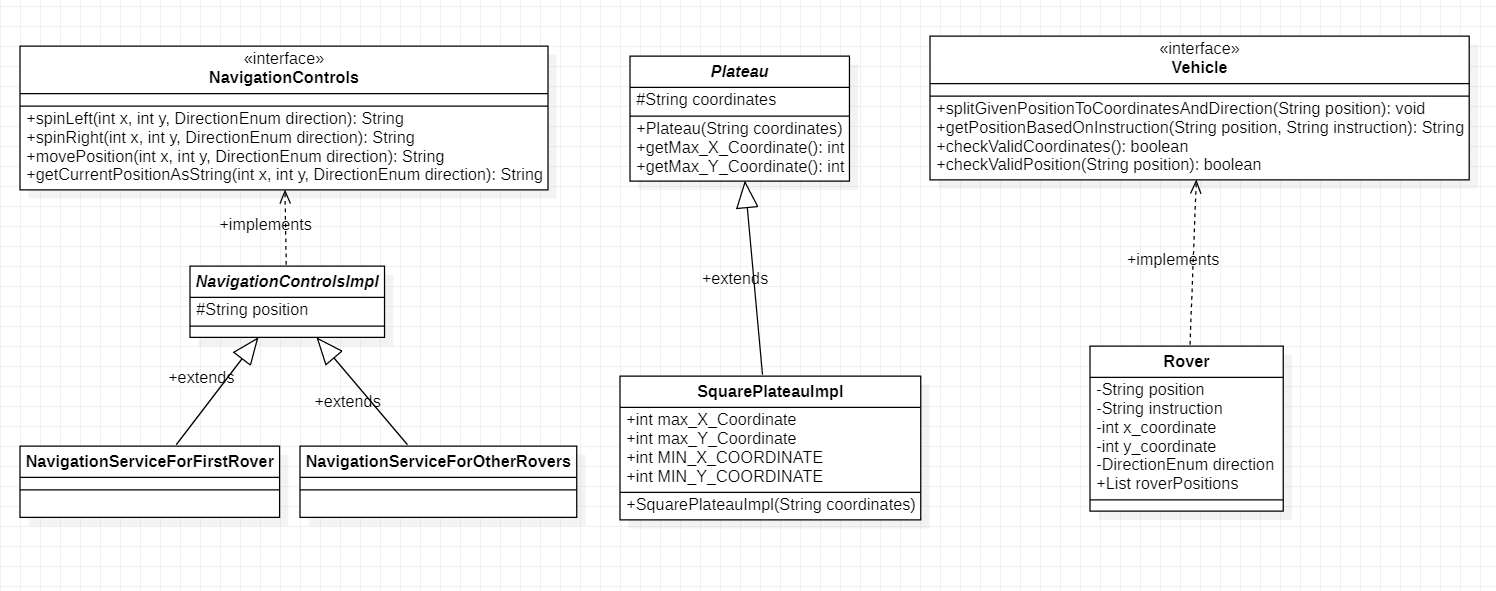 «interface»
NavigationControls
+spinLeft(int x, int y, DirectionEnum direction): String
+spinRight(int x, int y, DirectionEnum direction): String
+movePosition(int x, int y, DirectionEnum direction): String
+getCurrentPositionAsString(int x, int y, DirectionEnum direction): String
+implements
NavigationControlsImpl
#String position
+extends
+extends
NavigationServiceForFirstRover
NavigationServiceForOtherRovers
Plateau
#String coordinates
+Plateau(String coordinates)
+getMax_X_Coordinate(): int
+getMax_Y_Coordinate(): int
+extends
SquarePlateauImpl
+int max_X_Coordinate
+int max_Y_Coordinate
+int MIN_X_COORDINATE
+int MIN_Y_COORDINATE
+SquarePlateauImpl(String coordinates)
«interface»
Vehicle
+splitGivenPositionToCoordinatesAndDirection(String position): void
+getPositionBasedOnInstruction(String position, String instruction): String
+checkValidCoordinates(): boolean
+checkValidPosition(String position): boolean
+implements
Rover
-String position
-String instruction
-int x_coordinate
-int y_coordinate
-DirectionEnum direction
+List roverPositions